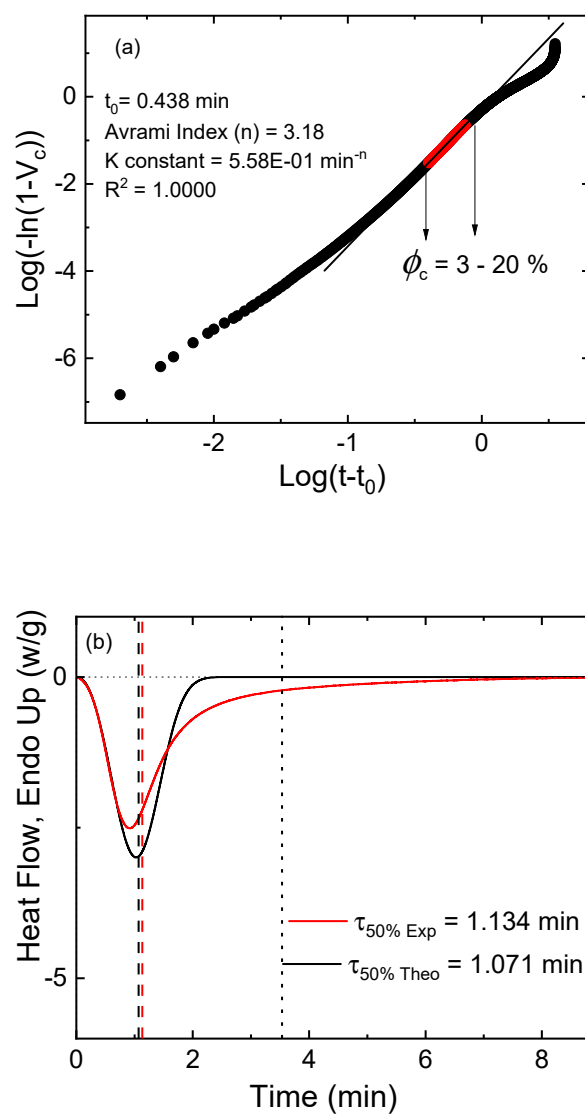 (a)
t₀= 0.438 min
Avrami Index (n) = 3.18
K constant = 5.58E-01 min⁻ⁿ
R² = 1.0000
ϕc = 3 - 20 %
Log(-ln(1-Vc))
0
-2
-4
-6
-2
-1
0
Log(t-t₀)
(b)
Heat Flow, Endo Up (w/g)
0
-5
τ50% Exp = 1.134 min
τ50% Theo = 1.071 min
0
2
4
6
8
Time (min)